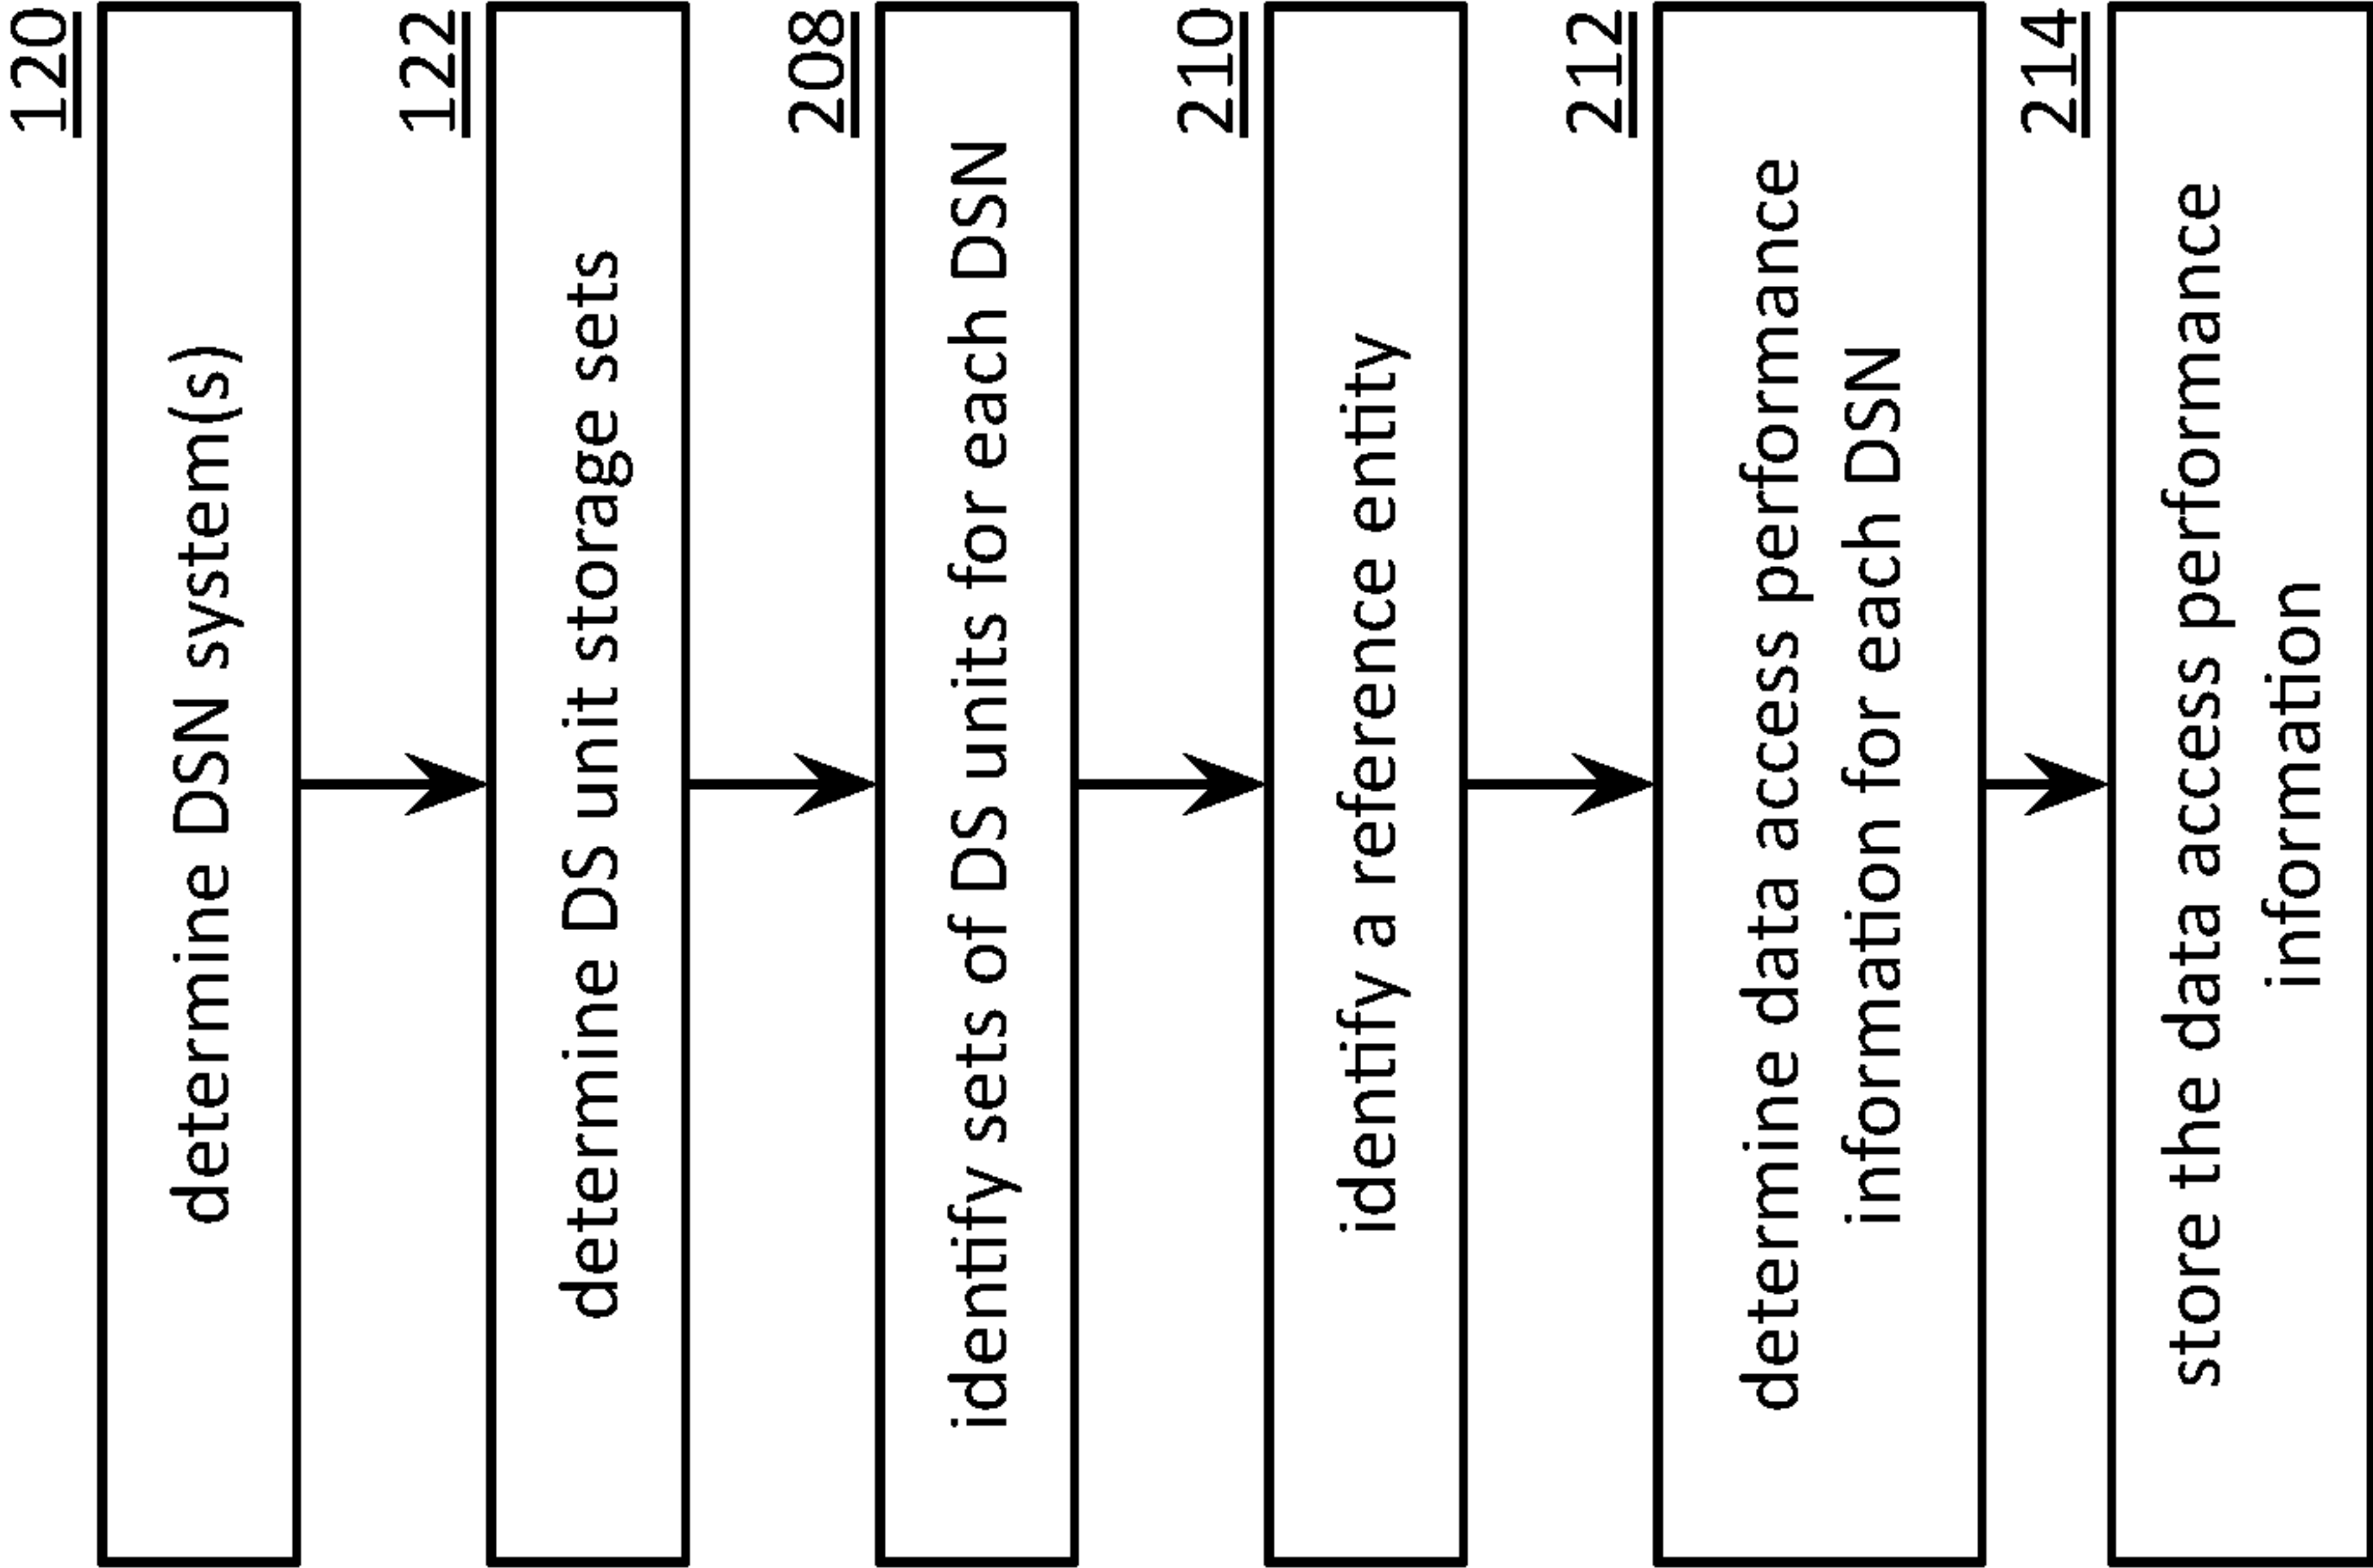 120
determine DSN system(s)
122
determine DS unit storage sets
208
identify sets of DS units for each DSN
210
identify a reference entity
212
determine data access performance
information for each DSN
214
store the data access performance
information